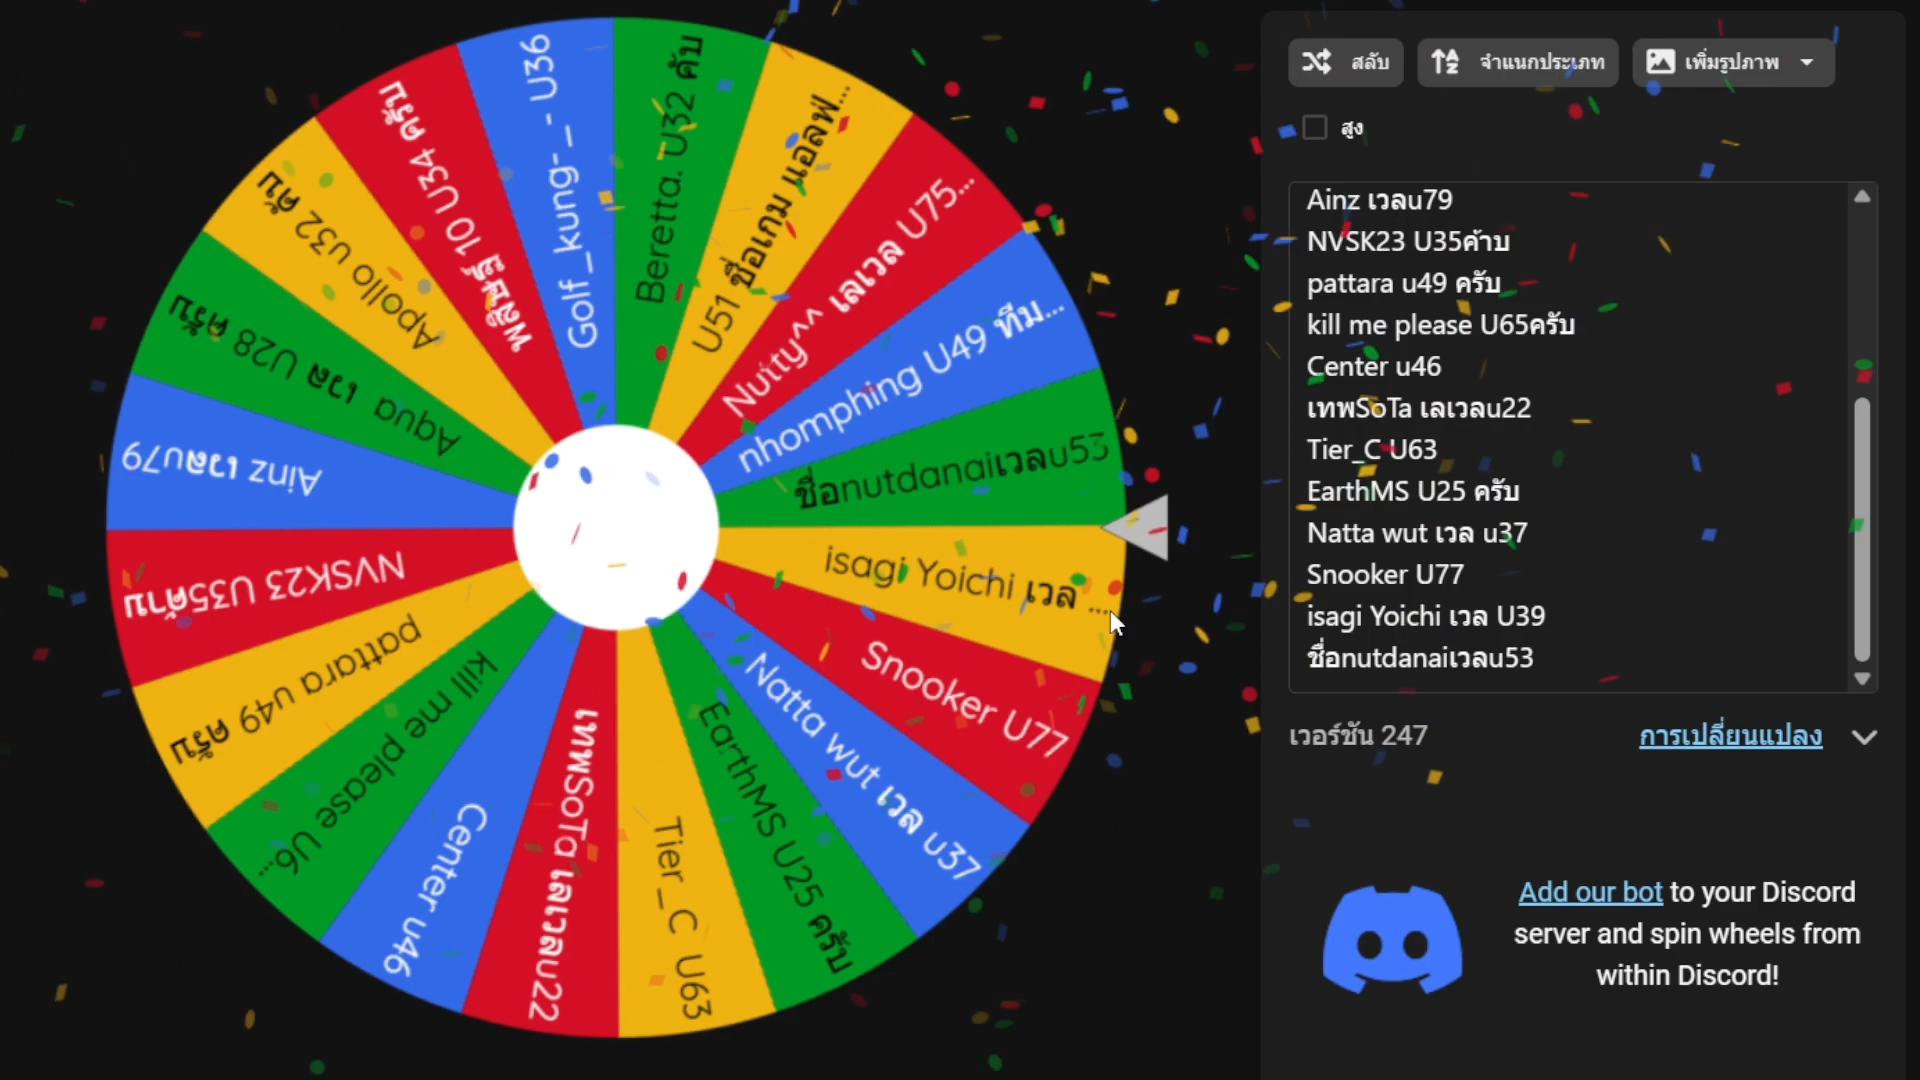 Golf_kung-_- U36
Beretta. U32 คับ
U51 ชื่อเกม แอลฟ่...
Nutty^^ เลเวล U75...
nhomphing U49 ทีม...
ชื่อnutdanaiเวลu53
isagi Yoichi เวล ...
Snooker U77
Natta wut เวล u37
EarthMS U25 ครับ
Tier_C U63
เทพSoTa เลเวลu22
Center u46
kill me please U6...
pattara u49 ครับ
NVSK23 U35ค้าบ
Ainz เวลu79
Aqua เวล U28 ครับ
Apollo u32 คับ
10 U34 ครับ
สลับ
จำแนกประเภท
เพิ่มรูปภาพ
สูง
Ainz เวลu79
NVSK23 U35ค้าบ
pattara u49 ครับ
kill me please U65ครับ
Center u46
เทพSoTa เลเวลu22
Tier_C U63
EarthMS U25 ครับ
Natta wut เวล u37
Snooker U77
isagi Yoichi เวล U39
ชื่อnutdanaiเวลu53
เวอร์ชัน 247
การเปลี่ยนแปลง
Add our bot to your Discord
server and spin wheels from
within Discord!